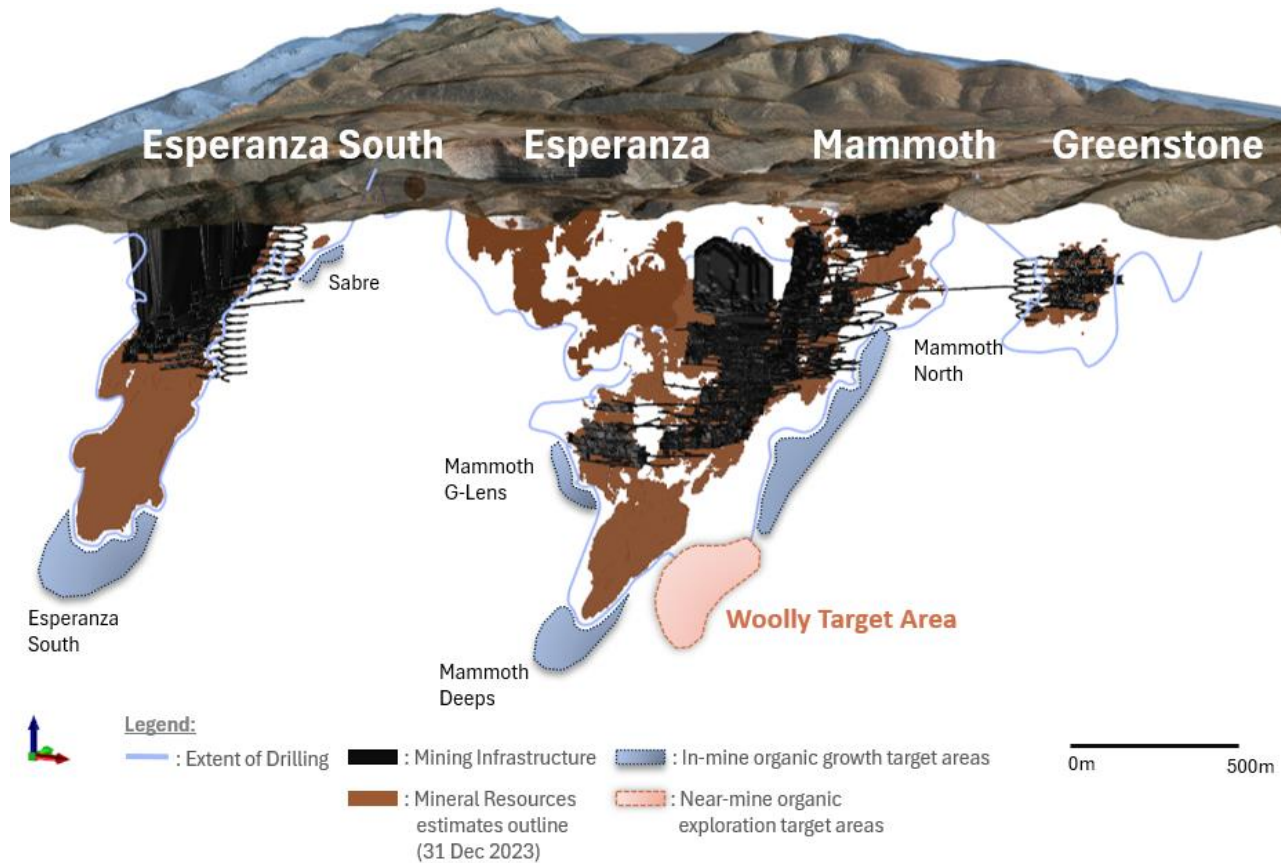 Esperanza South
Esperanza
Mammoth
Greenstone
Sabre
Mammoth
North
Mammoth
G-Lens
Esperanza
South
Woolly Target Area
Mammoth
Deeps
Legend:
: Extent of Drilling
: Mining Infrastructure
: In-mine organic growth target areas
: Mineral Resources
estimates outline
(31 Dec 2023)
: Near-mine organic
exploration target areas
0m
500m